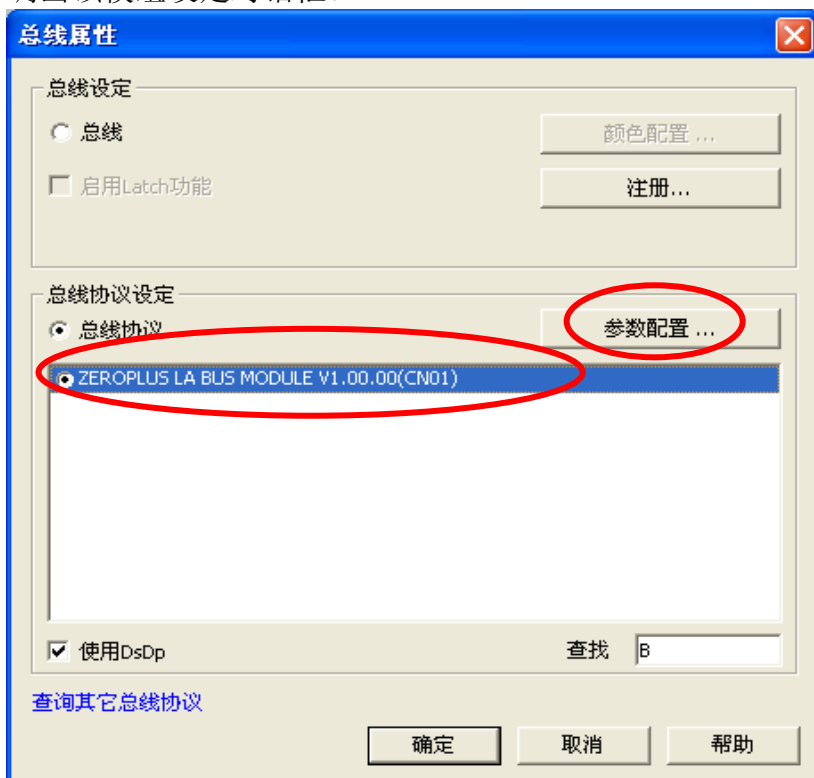 总线属性
总线设定
总线
颜色配置 ...
启用Latch功能
注册...
总线协议设定
总线协议
参数配置 ...
ZEROPLUS LA BUS MODULE V1.00.00(CN01)
使用DsDp
查找 B
查询其它总线协议
确定 取消 帮助